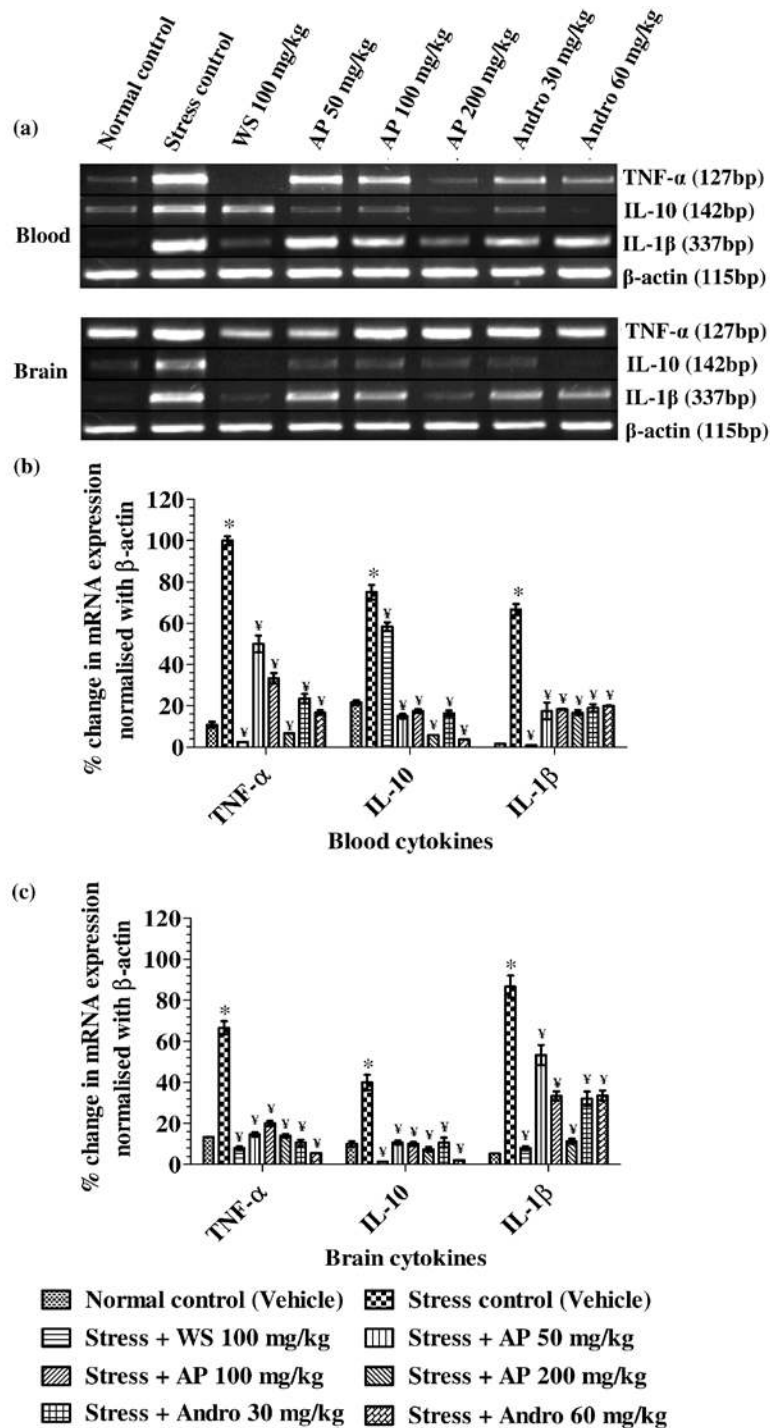 Normal control
Stress control
WS 100 mg/kg
AP 50 mg/kg
AP 100 mg/kg
AP 200 mg/kg
Andro 30 mg/kg
Andro 60 mg/kg
(a)
Blood
TNF-α (127bp)
IL-10 (142bp)
IL-1β (337bp)
β-actin (115bp)
Brain
TNF-α (127bp)
IL-10 (142bp)
IL-1β (337bp)
β-actin (115bp)
(b)
% change in mRNA expression
normalised with β-actin
120
100
80
60
40
20
0
* ¥ ¥ ¥ ¥ ¥ ¥
* ¥ ¥ ¥ ¥ ¥ ¥
* ¥ ¥ ¥ ¥ ¥ ¥
TNF-α
IL-10
IL-1β
Blood cytokines
(c)
% change in mRNA expression
normalised with β-actin
120
100
80
60
40
20
0
* ¥ ¥ ¥ ¥ ¥ ¥
* ¥ ¥ ¥ ¥ ¥ ¥
* ¥ ¥ ¥ ¥ ¥ ¥
TNF-α
IL-10
IL-1β
Brain cytokines
Normal control (Vehicle)
Stress control (Vehicle)
Stress + WS 100 mg/kg
Stress + AP 50 mg/kg
Stress + AP 100 mg/kg
Stress + AP 200 mg/kg
Stress + Andro 30 mg/kg
Stress + Andro 60 mg/kg